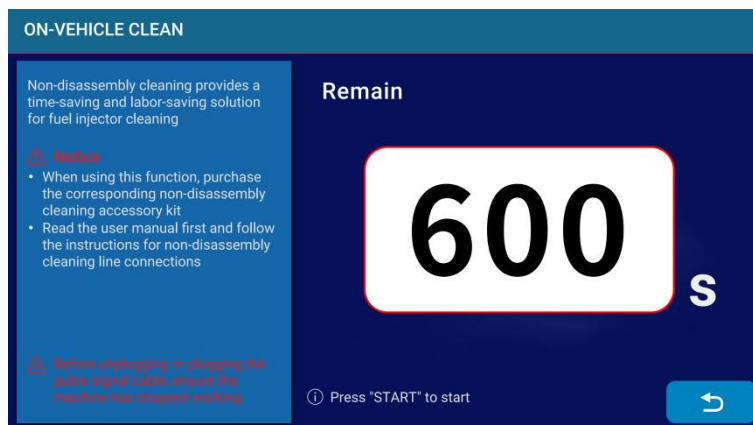 ON-VEHICLE CLEAN
Non-disassembly cleaning provides a
time-saving and labor-saving solution
for fuel injector cleaning
Notice
• When using this function, purchase
the corresponding non-disassembly
cleaning accessory kit
• Read the user manual first and follow
the instructions for non-disassembly
cleaning line connections
Before unplugging or plugging the
pulse signal cable, ensure the
machine has stopped working
Remain
600
s
Press "START" to start